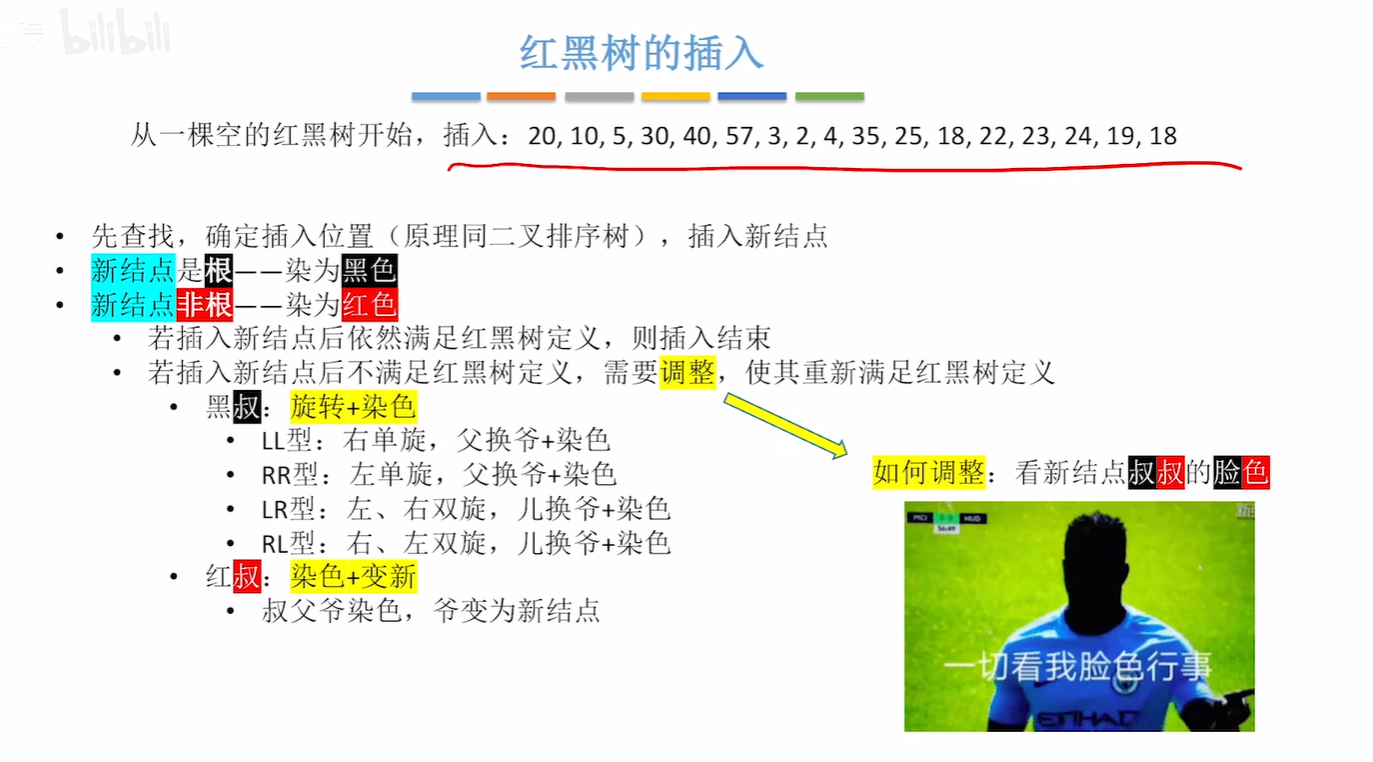 bilibili
红黑树的插入
从一棵空的红黑树开始，插入：20, 10, 5, 30, 40, 57, 3, 2, 4, 35, 25, 18, 22, 23, 24, 19, 18
• 先查找，确定插入位置（原理同二叉排序树），插入新结点
• 新结点是根——染为黑色
• 新结点非根——染为红色
• 若插入新结点后依然满足红黑树定义，则插入结束
• 若插入新结点后不满足红黑树定义，需要调整，使其重新满足红黑树定义
• 黑叔：旋转+染色
• LL型：右单旋，父换爷+染色
• RR型：左单旋，父换爷+染色
• LR型：左、右双旋，儿换爷+染色
• RL型：右、左双旋，儿换爷+染色
• 红叔：染色+变新
• 叔父爷染色，爷变为新结点
如何调整：看新结点叔叔的脸色
MCI HUD
一切看我脸色行事
ETIHAD